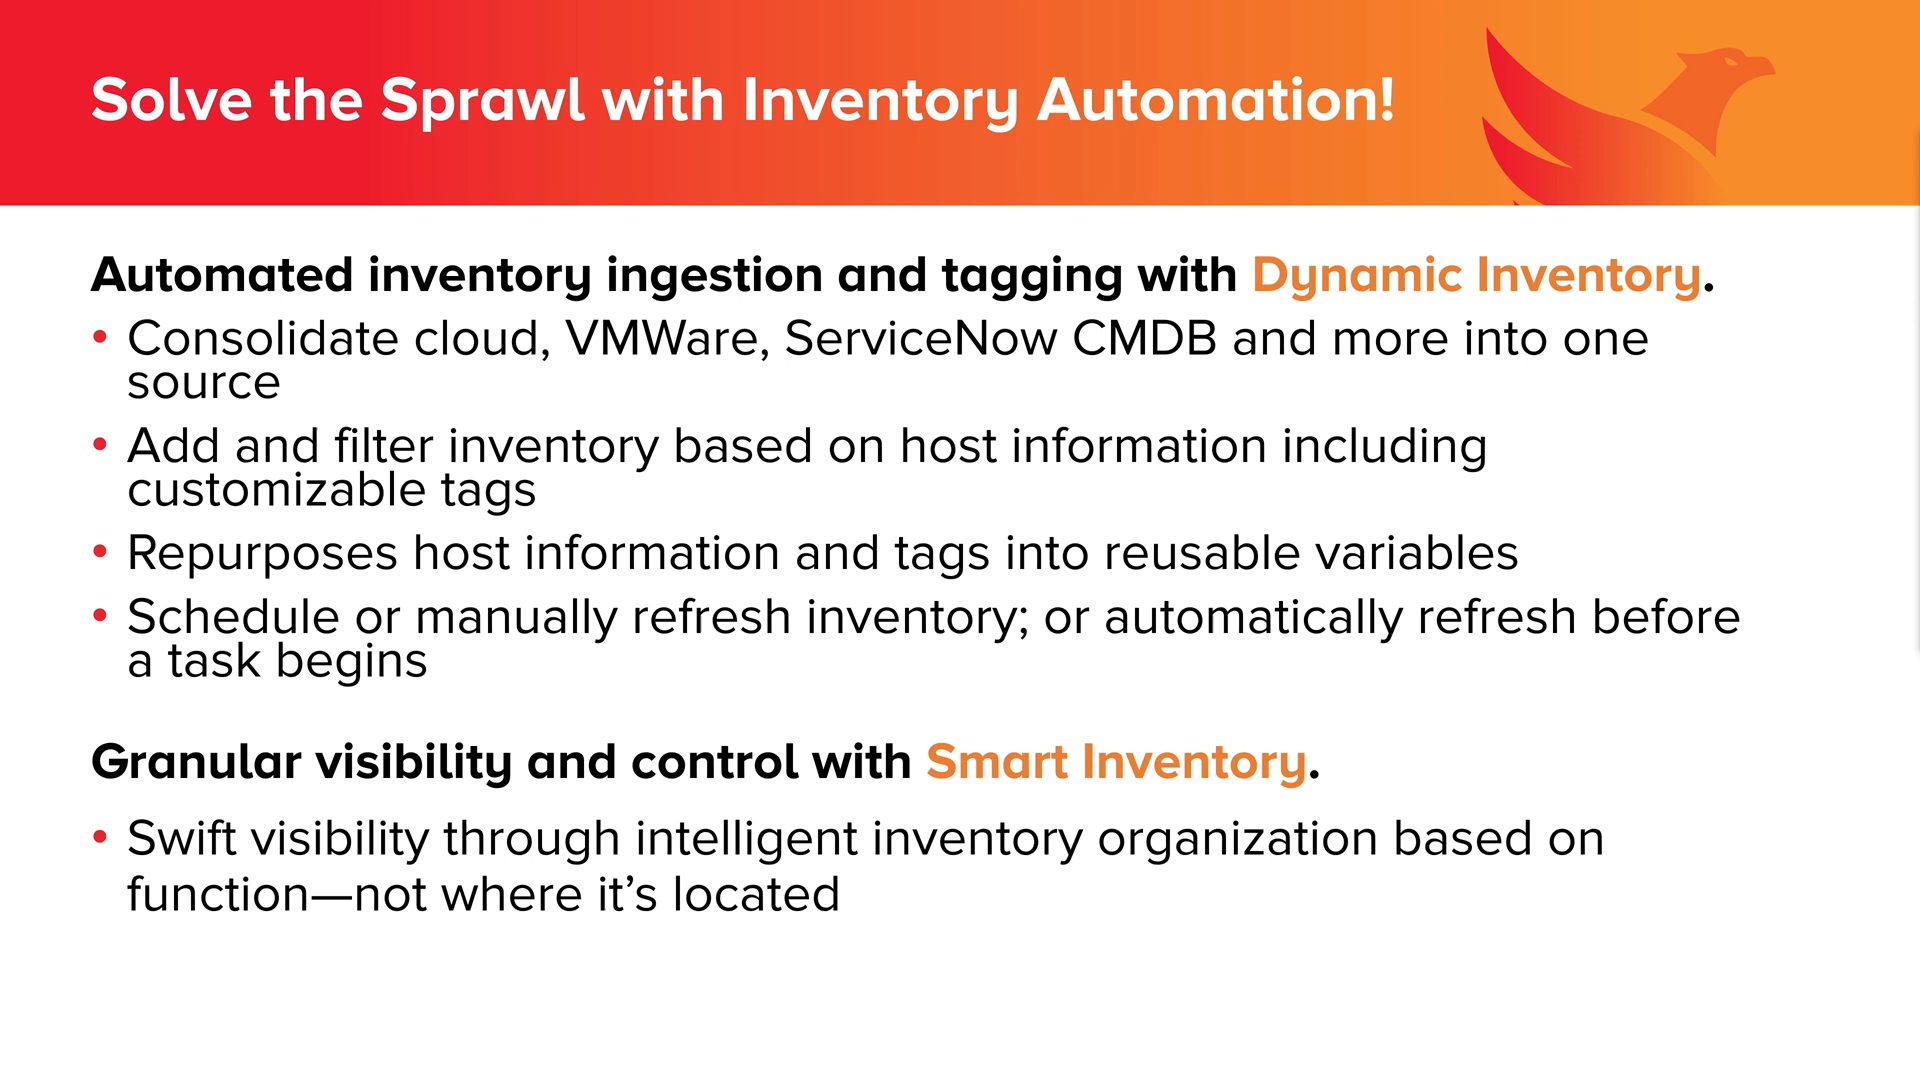 Solve the Sprawl with Inventory Automation!
Automated inventory ingestion and tagging with Dynamic Inventory.
• Consolidate cloud, VMWare, ServiceNow CMDB and more into one
source
• Add and filter inventory based on host information including
customizable tags
• Repurposes host information and tags into reusable variables
• Schedule or manually refresh inventory; or automatically refresh before
a task begins
Granular visibility and control with Smart Inventory.
• Swift visibility through intelligent inventory organization based on
function—not where it’s located